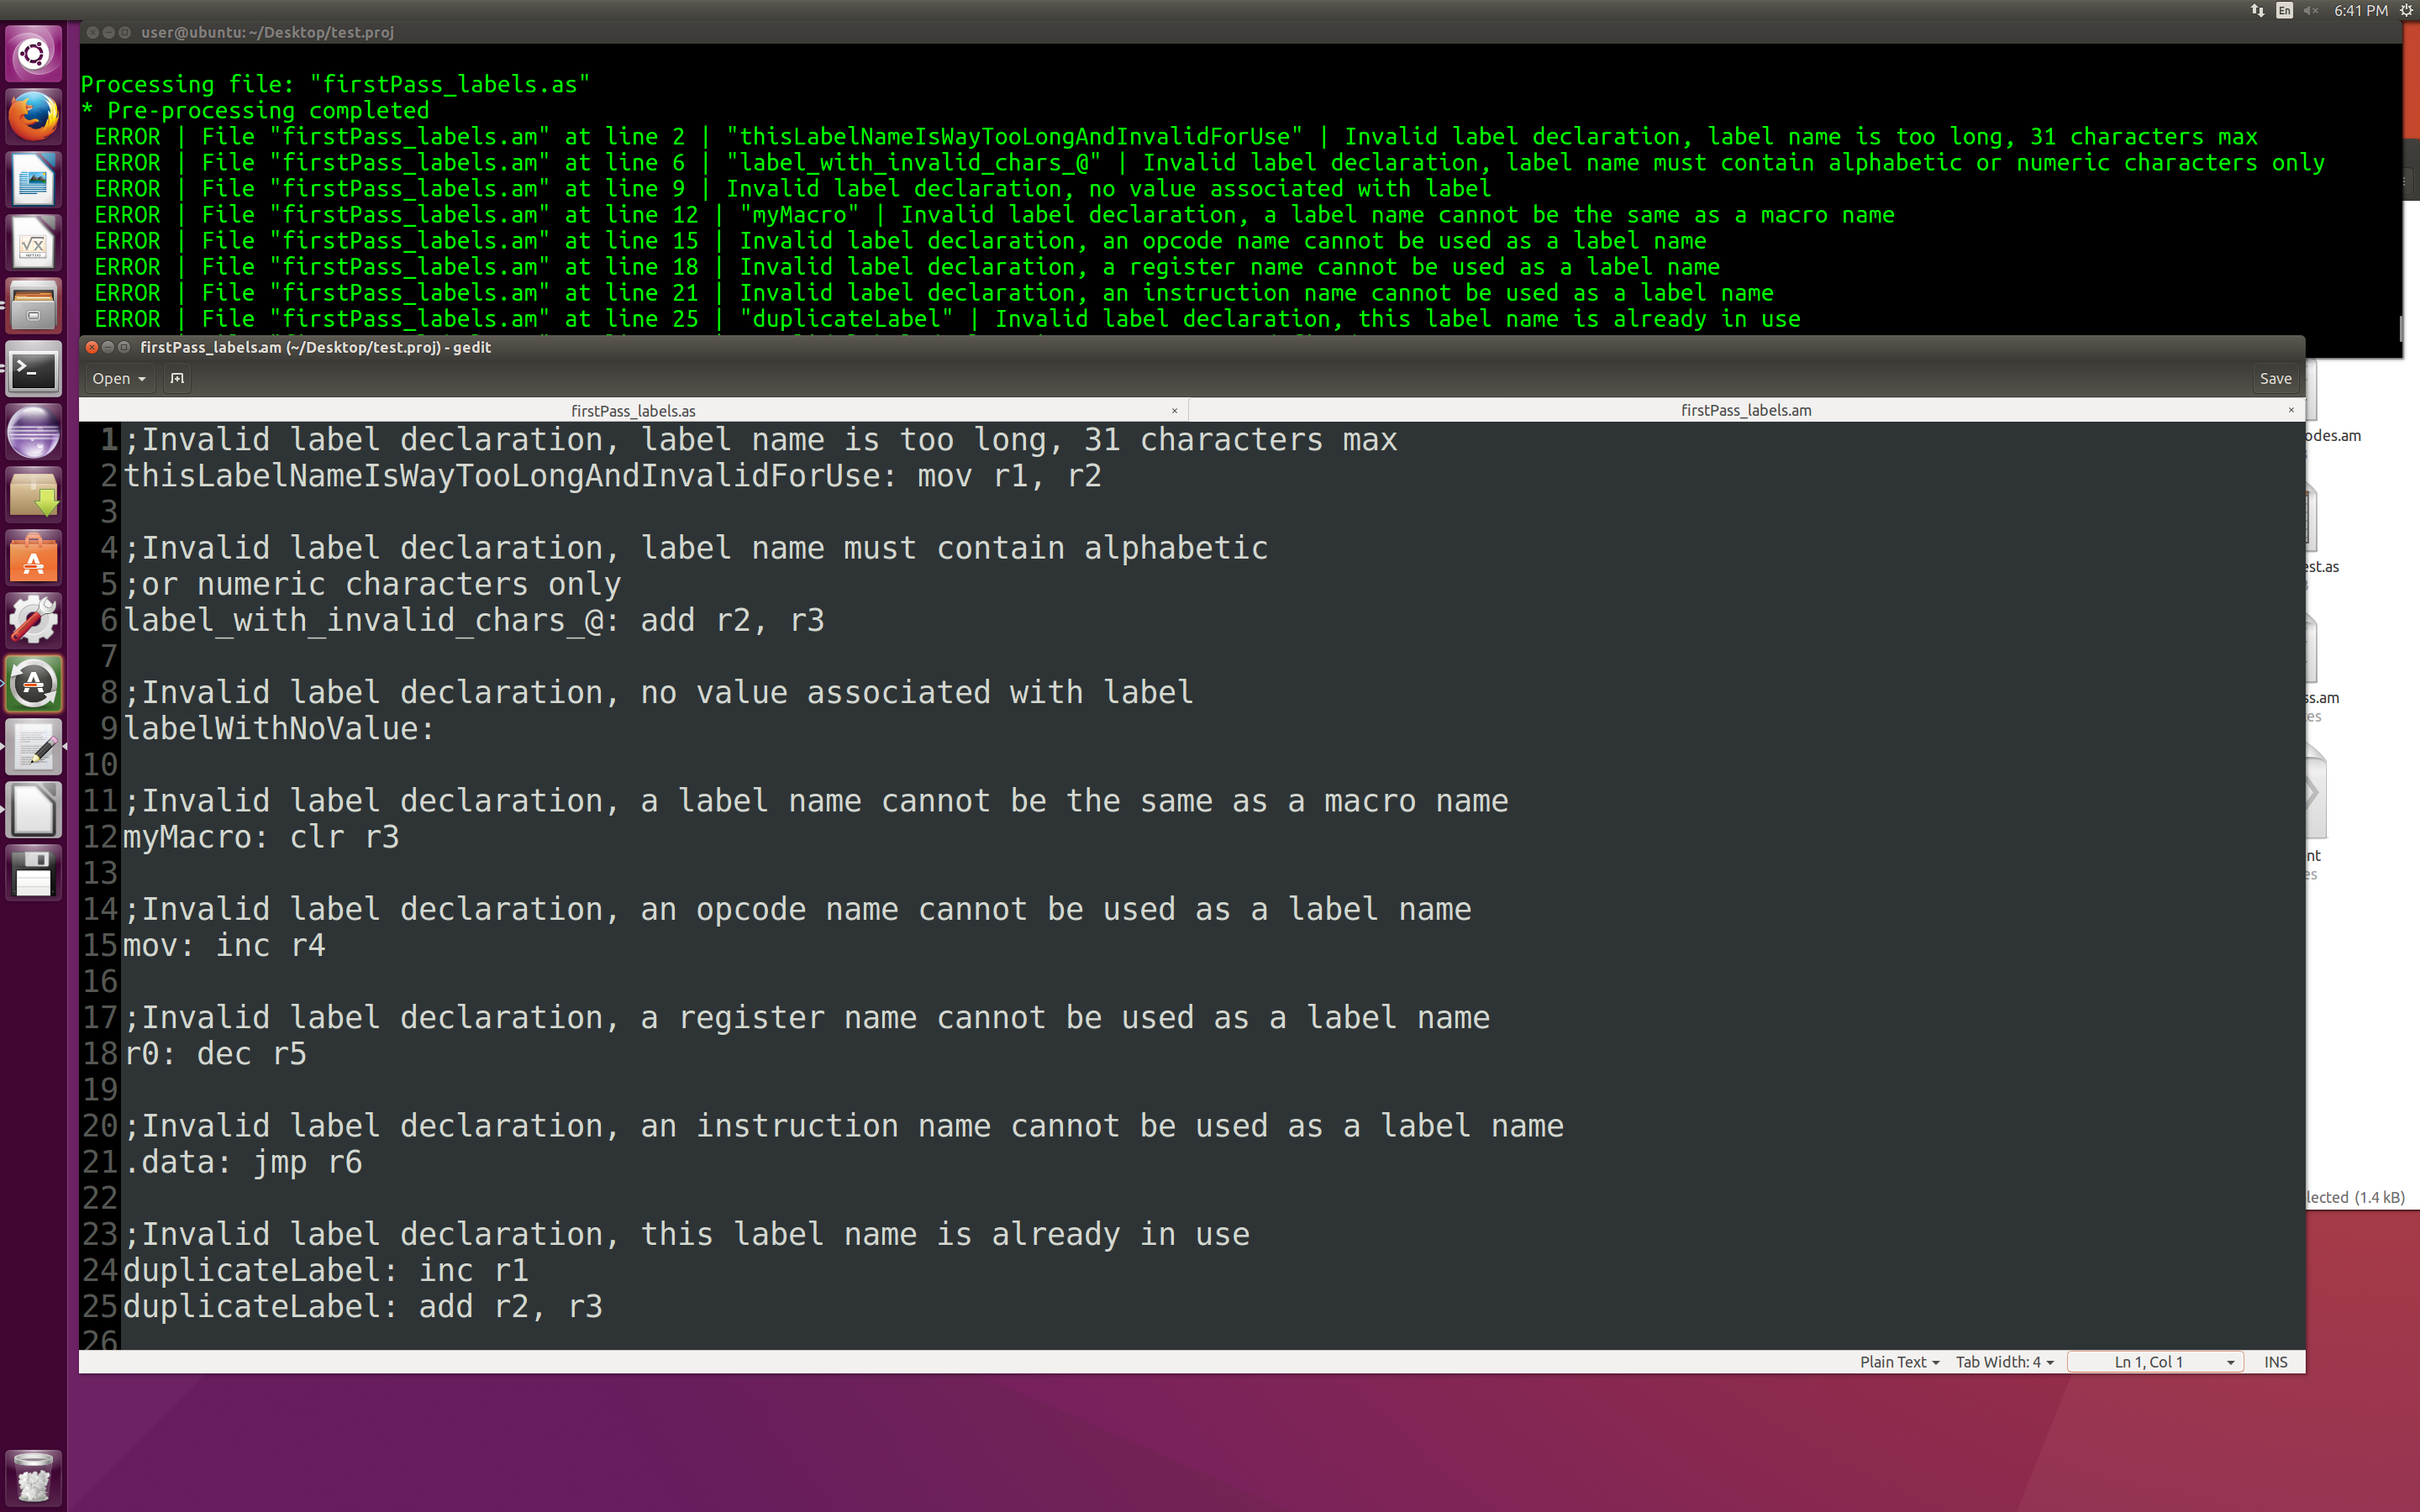 En
6:41 PM
user@ubuntu: ~/Desktop/test.proj
Processing file: "firstPass_labels.as"
* Pre-processing completed
ERROR | File "firstPass_labels.am" at line 2 | "thisLabelNameIsWayTooLongAndInvalidForUse" | Invalid label declaration, label name is too long, 31 characters max
ERROR | File "firstPass_labels.am" at line 6 | "label_with_invalid_chars_@" | Invalid label declaration, label name must contain alphabetic or numeric characters only
ERROR | File "firstPass_labels.am" at line 9 | Invalid label declaration, no value associated with label
ERROR | File "firstPass_labels.am" at line 12 | "myMacro" | Invalid label declaration, a label name cannot be the same as a macro name
ERROR | File "firstPass_labels.am" at line 15 | Invalid label declaration, an opcode name cannot be used as a label name
ERROR | File "firstPass_labels.am" at line 18 | Invalid label declaration, a register name cannot be used as a label name
ERROR | File "firstPass_labels.am" at line 21 | Invalid label declaration, an instruction name cannot be used as a label name
ERROR | File "firstPass_labels.am" at line 25 | "duplicateLabel" | Invalid label declaration, this label name is already in use
firstPass_labels.am (~/Desktop/test.proj) - gedit
Open
Save
firstPass_labels.as
firstPass_labels.am
1 ;Invalid label declaration, label name is too long, 31 characters max
2 thisLabelNameIsWayTooLongAndInvalidForUse: mov r1, r2
3
4 ;Invalid label declaration, label name must contain alphabetic
5 ;or numeric characters only
6 label_with_invalid_chars_@: add r2, r3
7
8 ;Invalid label declaration, no value associated with label
9 labelWithNoValue:
10
11 ;Invalid label declaration, a label name cannot be the same as a macro name
12 myMacro: clr r3
13
14 ;Invalid label declaration, an opcode name cannot be used as a label name
15 mov: inc r4
16
17 ;Invalid label declaration, a register name cannot be used as a label name
18 r0: dec r5
19
20 ;Invalid label declaration, an instruction name cannot be used as a label name
21 .data: jmp r6
22
23 ;Invalid label declaration, this label name is already in use
24 duplicateLabel: inc r1
25 duplicateLabel: add r2, r3
26
Plain Text
Tab Width: 4
Ln 1, Col 1
INS
odes.am
est.as
ss.am
es
nt
es
lected (1.4 kB)